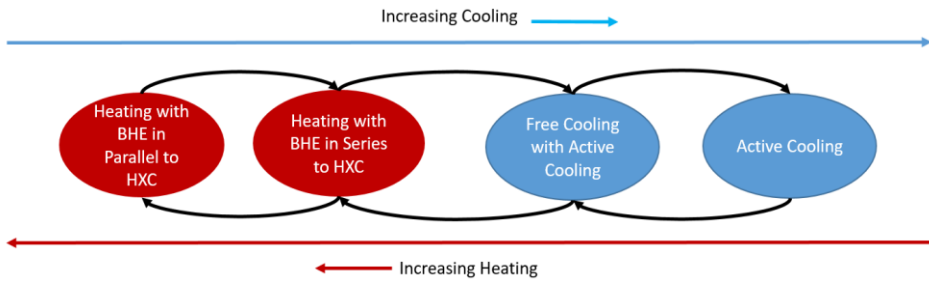 Increasing Cooling
Heating with
BHE in
Parallel to
HXC
Heating with
BHE in Series
to HXC
Free Cooling
with Active
Cooling
Active Cooling
Increasing Heating